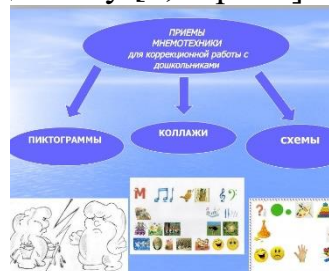 ПРИЕМЫ
МНЕМОТЕХНИКИ
для коррекционной работы с
дошкольниками
ПИКТОГРАММЫ
КОЛЛАЖИ
схемы
М
?